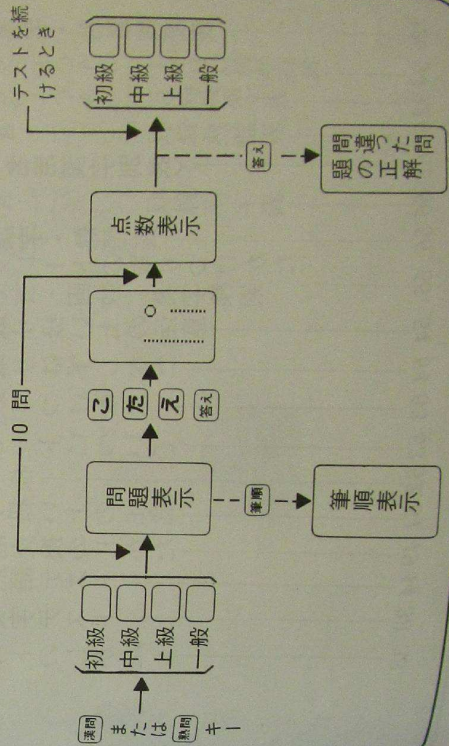 漢問
または
熟問
キー
初級
中級
上級
一般
10問
問題表示
筆順
筆順表示
こ
た
え
答え
点数表示
答え
間違った問
題の正解
テストを続
けるとき
初級
中級
上級
一般